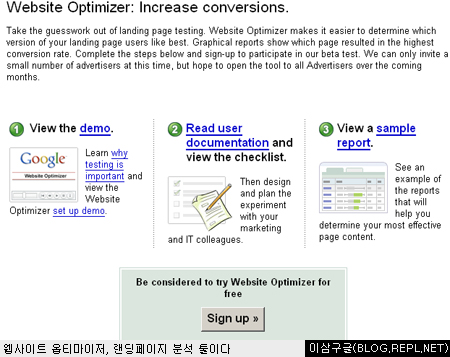 Website Optimizer: Increase conversions.
Take the guesswork out of landing page testing. Website Optimizer makes it easier to determine which
version of your landing page users like best. Graphical reports show which page resulted in the highest
conversion rate. Complete the steps below and sign-up to participate in our beta test. We can only invite a
small number of advertisers at this time, but hope to open the tool to all Advertisers over the coming
months.
1 View the demo.
Google
Website Optimizer
Learn why
testing is
important and
view the
Website
Optimizer set up demo.
2 Read user
documentation and
view the checklist.
Then design
and plan the
experiment
with your
marketing
and IT colleagues.
3 View a sample
report.
See an
example of
the reports
that will
help you
determine your most effective
page content.
Be considered to try Website Optimizer for
free
Sign up »
웹사이트 옵티마이저, 랜딩페이지 분석 툴이다
이삼구글(BLOG.REPL.NET)